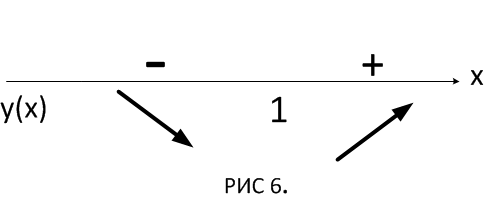 - +
x
y(x) 1
РИС 6.